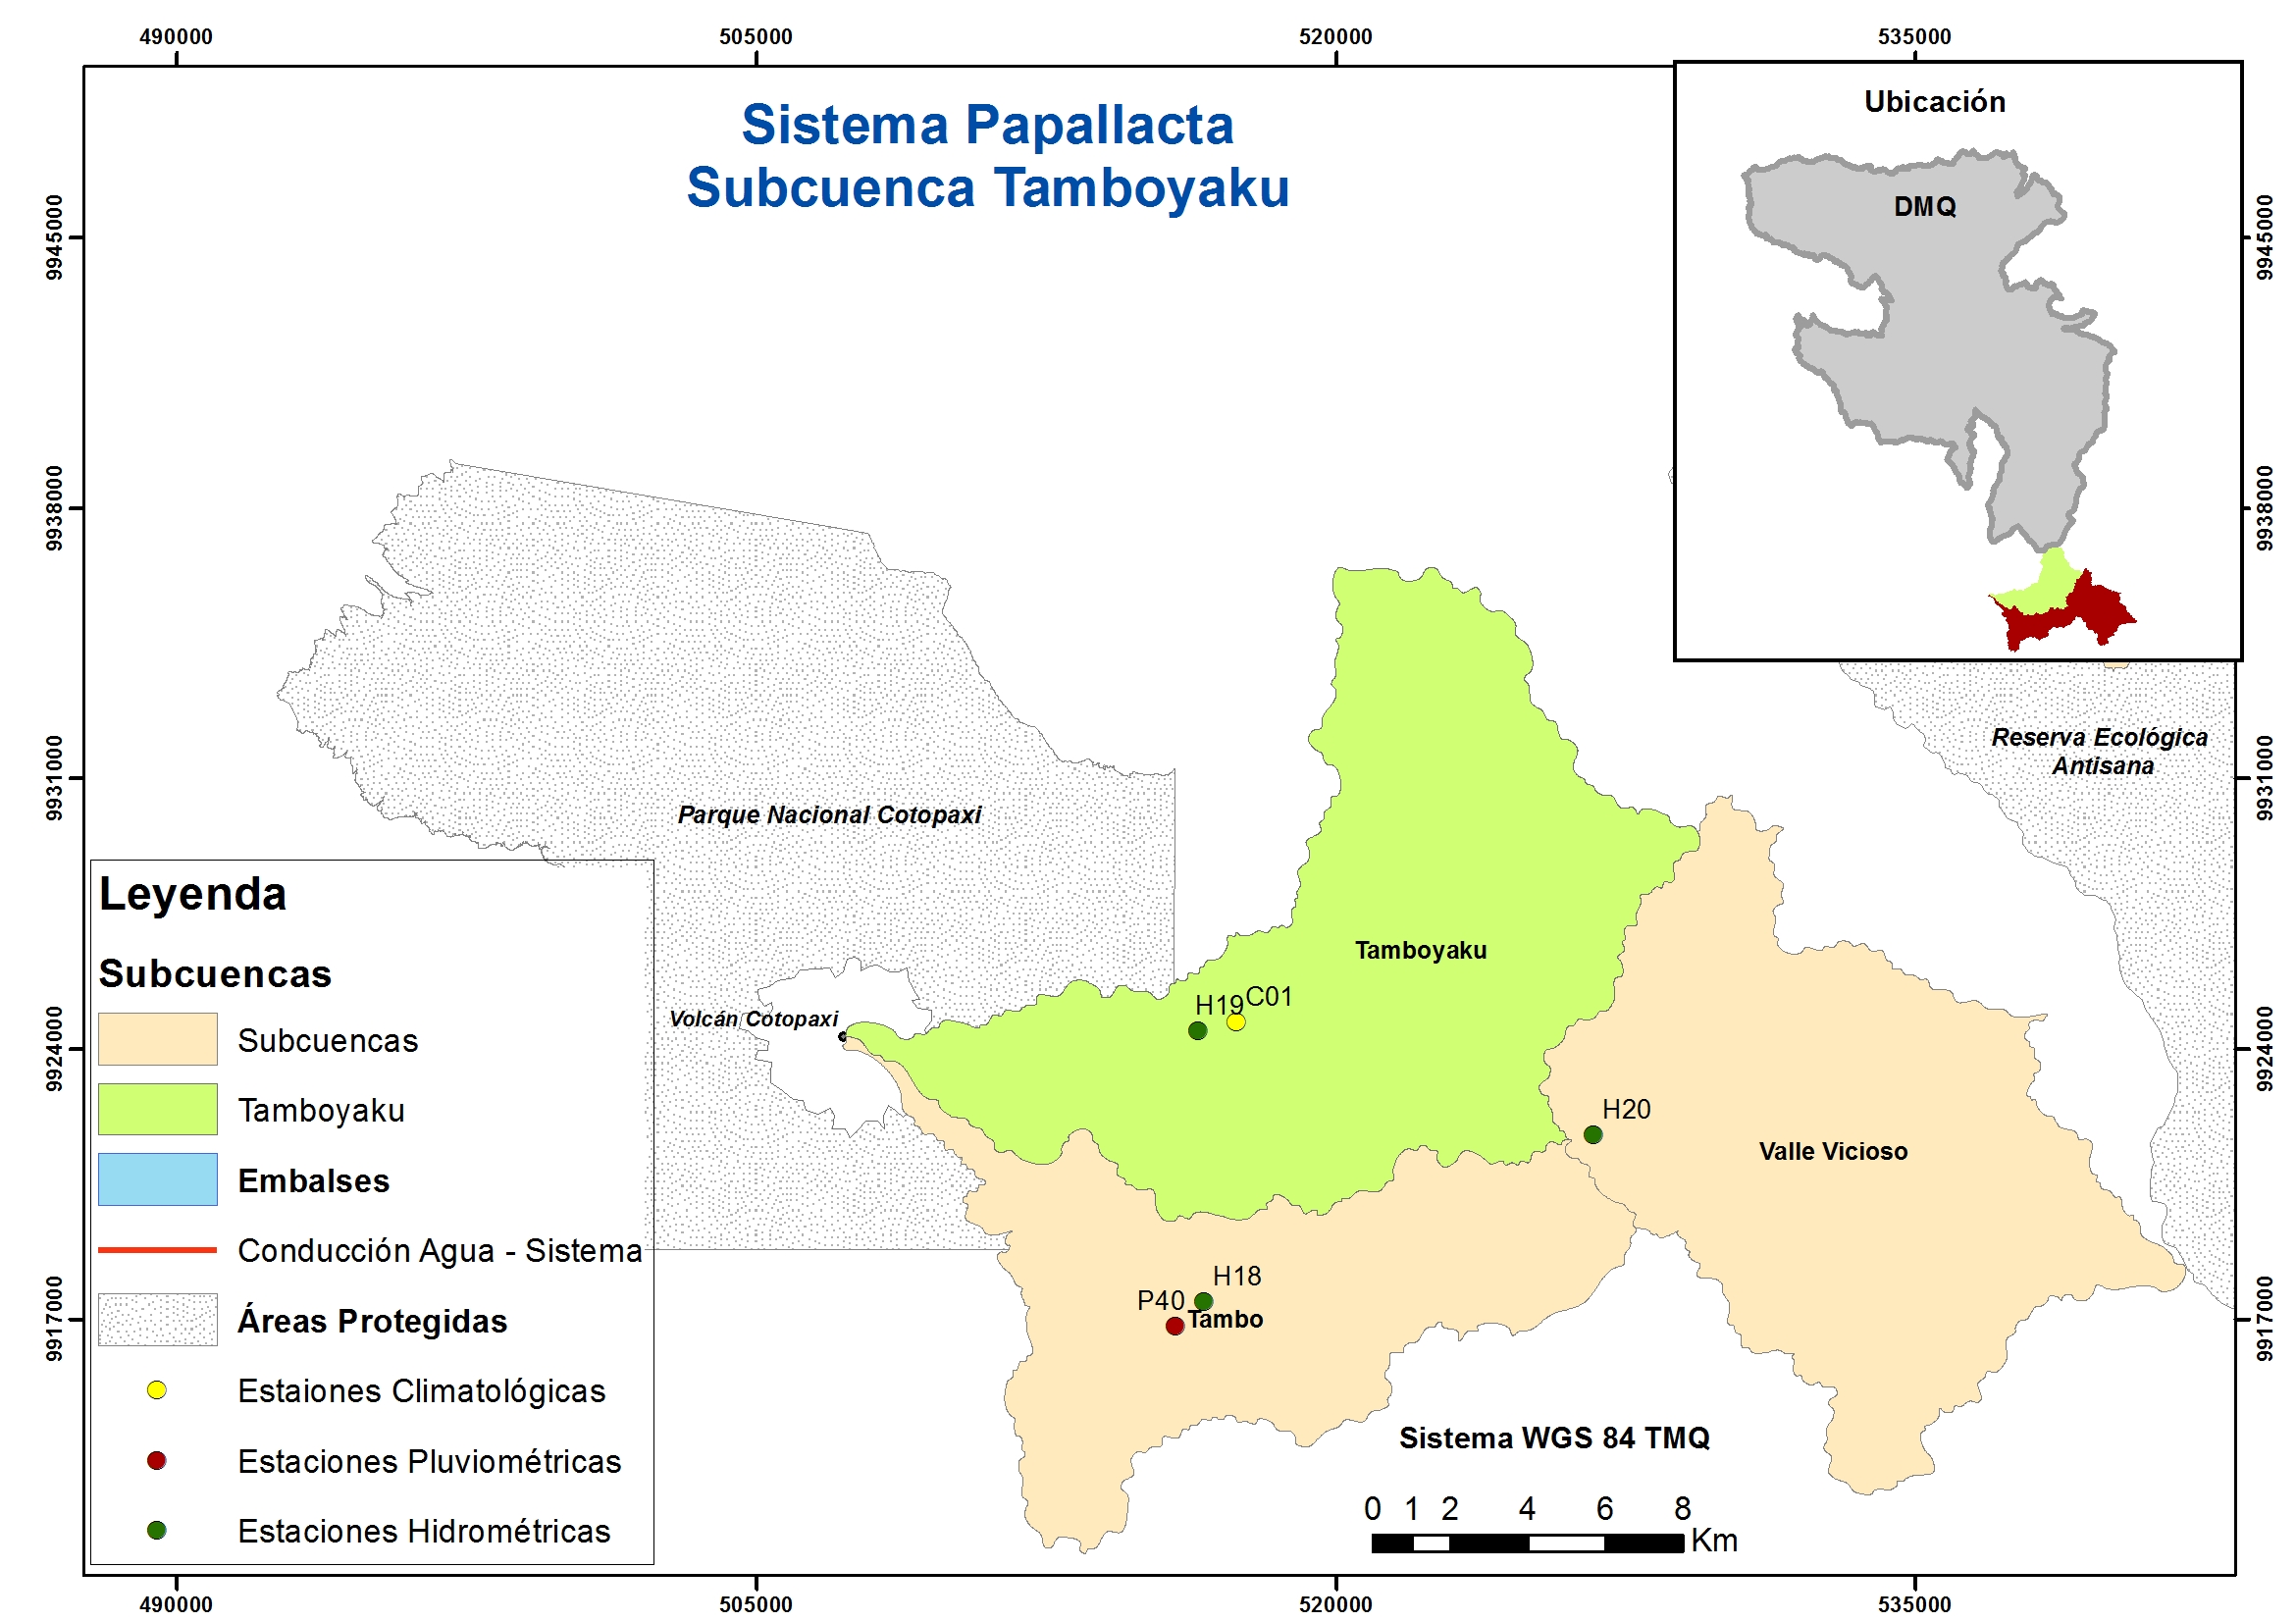 490000
505000
520000
535000
Sistema Papallacta
Subcuenca Tamboyaku
Ubicación
DMQ
9945000
9945000
9938000
9938000
9931000
9931000
Reserva Ecológica
Antisana
Parque Nacional Cotopaxi
Tamboyaku
H19
C01
Volcán Cotopaxi
9924000
9924000
H20
Valle Vicioso
H18
P40
Tambo
9917000
9917000
Leyenda
Subcuencas
Subcuencas
Tamboyaku
Embalses
Conducción Agua - Sistema
Áreas Protegidas
Estaiones Climatológicas
Estaciones Pluviométricas
Estaciones Hidrométricas
Sistema WGS 84 TMQ
0 1 2 4 6 8
Km
490000
505000
520000
535000